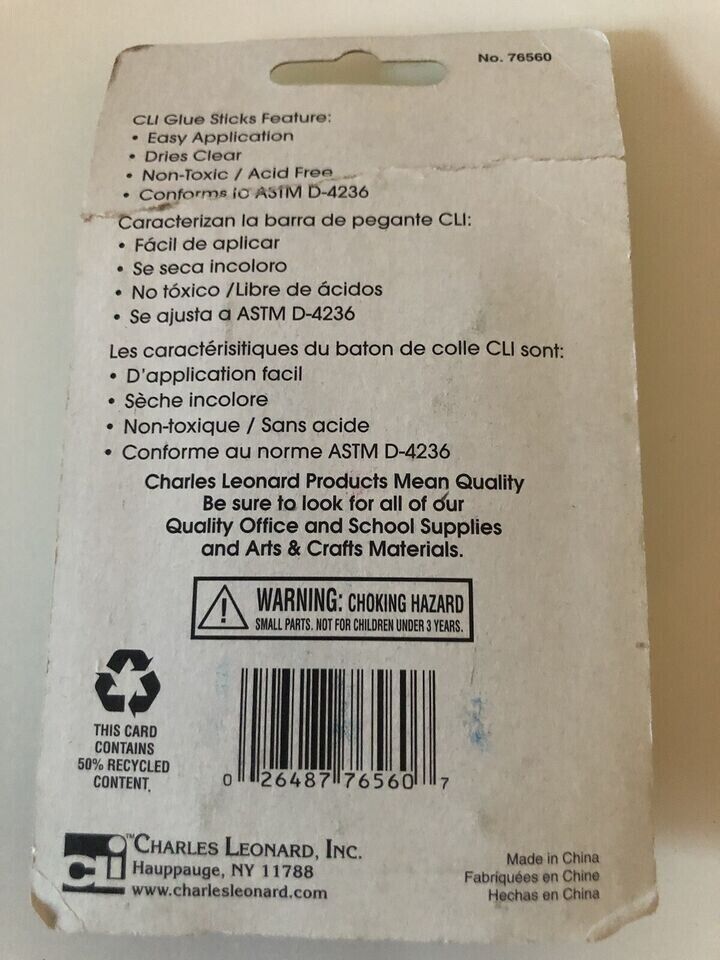 No. 76560
CLI Glue Sticks Feature:
• Easy Application
• Dries Clear
• Non-Toxic / Acid Free
• Conforms to ASTM D-4236
Caracterizan la barra de pegante CLI:
• Fácil de aplicar
• Se seca incoloro
• No tóxico /Libre de ácidos
• Se ajusta a ASTM D-4236
Les caractérisitiques du baton de colle CLI sont:
• D'application facil
• Sèche incolore
• Non-toxique / Sans acide
• Conforme au norme ASTM D-4236
Charles Leonard Products Mean Quality
Be sure to look for all of our
Quality Office and School Supplies
and Arts & Crafts Materials.
WARNING: CHOKING HAZARD
SMALL PARTS. NOT FOR CHILDREN UNDER 3 YEARS.
THIS CARD
CONTAINS
50% RECYCLED
CONTENT.
0 26487 76560 7
cli™
CHARLES LEONARD, INC.
Hauppauge, NY 11788
www.charlesleonard.com
Made in China
Fabriquées en Chine
Hechas en China